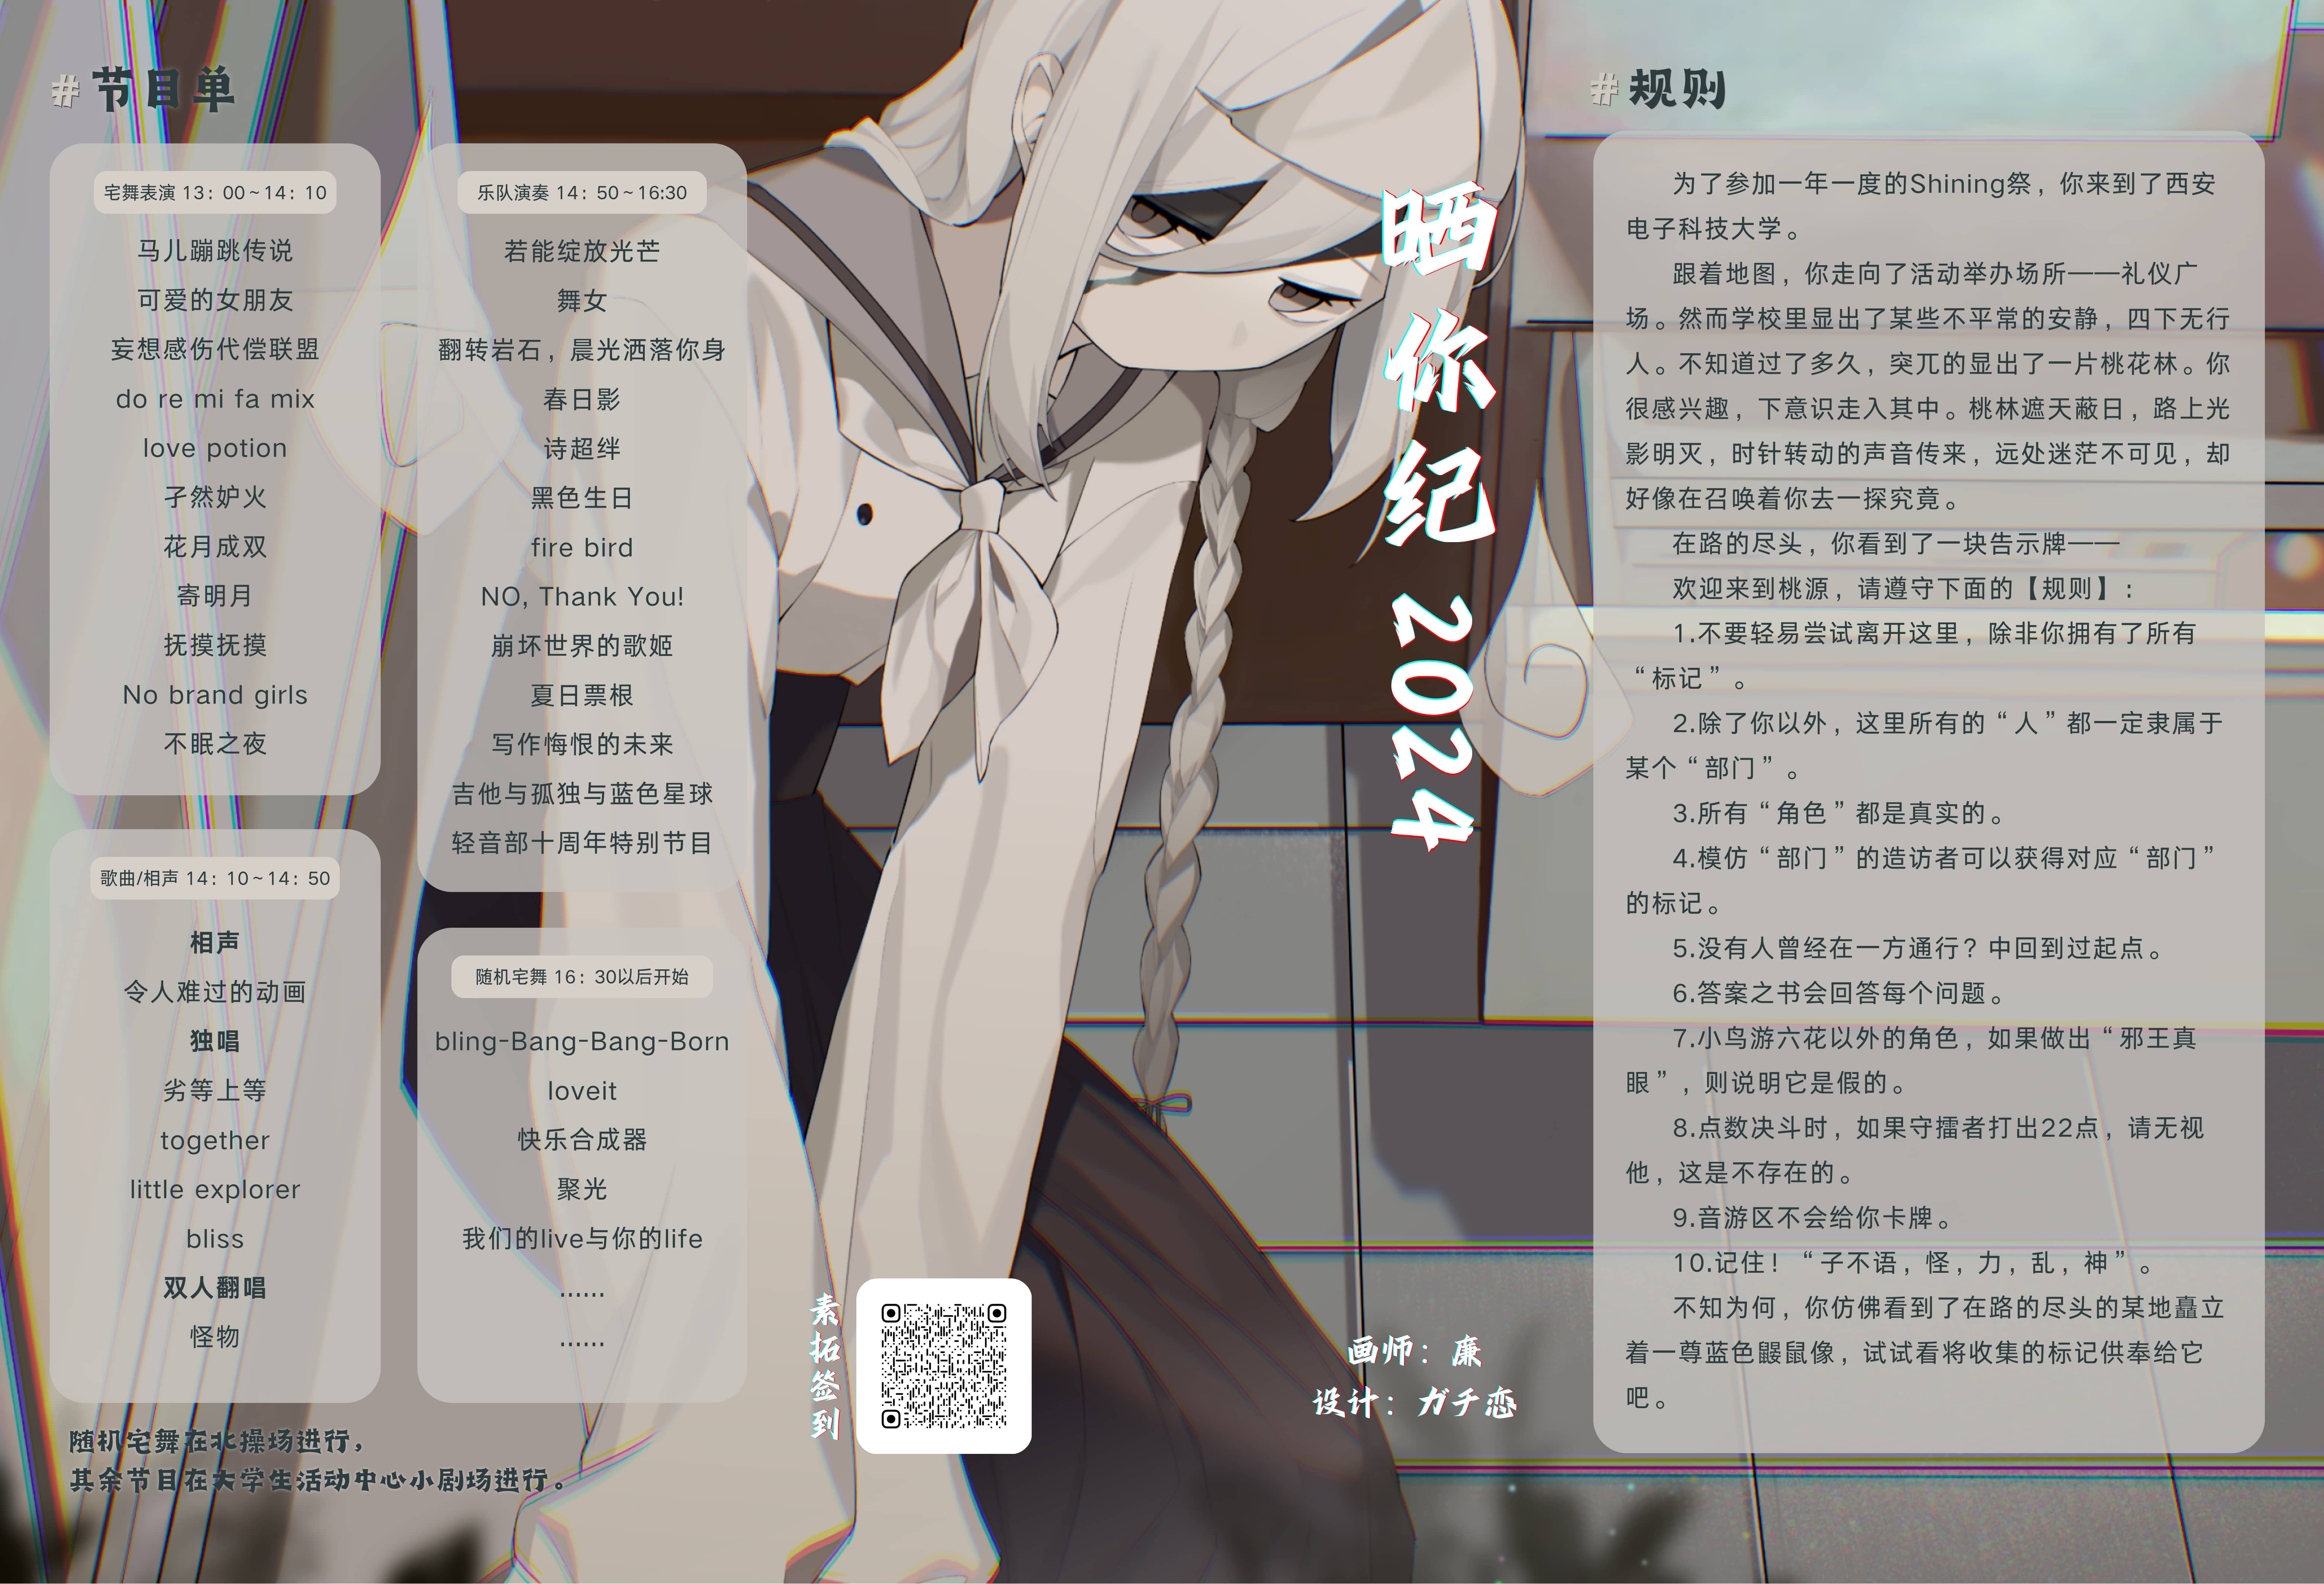 # 节目单
宅舞表演 13：00~14：10
马儿蹦跳传说
可爱的女朋友
妄想感伤代偿联盟
do re mi fa mix
love potion
孑然妒火
花月成双
寄明月
抚摸抚摸
No brand girls
不眠之夜
歌曲/相声 14：10~14：50
相声
令人难过的动画
独唱
劣等上等
together
little explorer
bliss
双人翻唱
怪物
乐队演奏 14：50~16:30
若能绽放光芒
舞女
翻转岩石，晨光洒落你身
春日影
诗超绊
黑色生日
fire bird
NO, Thank You!
崩坏世界的歌姬
夏日票根
写作悔恨的未来
吉他与孤独与蓝色星球
轻音部十周年特别节目
随机宅舞 16：30以后开始
bling-Bang-Bang-Born
loveit
快乐合成器
聚光
我们的live与你的life
......
......
随机宅舞在北操场进行，
其余节目在大学生活动中心小剧场进行。
素拓签到
晒你纪 2024
画师：廉
设计：ガチ恋
# 规则
为了参加一年一度的Shining祭，你来到了西安
电子科技大学。
跟着地图，你走向了活动举办场所——礼仪广
场。然而学校里显出了某些不平常的安静，四下无行
人。不知道过了多久，突兀的显出了一片桃花林。你
很感兴趣，下意识走入其中。桃林遮天蔽日，路上光
影明灭，时针转动的声音传来，远处迷茫不可见，却
好像在召唤着你去一探究竟。
在路的尽头，你看到了一块告示牌——
欢迎来到桃源，请遵守下面的【规则】：
1.不要轻易尝试离开这里，除非你拥有了所有
“标记”。
2.除了你以外，这里所有的“人”都一定隶属于
某个“部门”。
3.所有“角色”都是真实的。
4.模仿“部门”的造访者可以获得对应“部门”
的标记。
5.没有人曾经在一方通行？中回到过起点。
6.答案之书会回答每个问题。
7.小鸟游六花以外的角色，如果做出“邪王真
眼”，则说明它是假的。
8.点数决斗时，如果守擂者打出22点，请无视
他，这是不存在的。
9.音游区不会给你卡牌。
10.记住！“子不语，怪，力，乱，神”。
不知为何，你仿佛看到了在路的尽头的某地矗立
着一尊蓝色鼹鼠像，试试看将收集的标记供奉给它
吧。